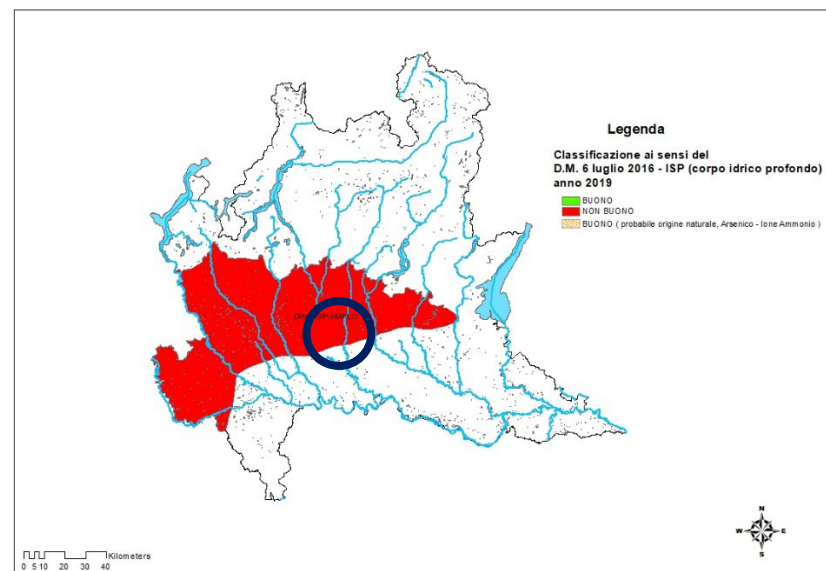 Legenda
Classificazione ai sensi del
D.M. 6 luglio 2016 - ISP (corpo idrico profondo)
anno 2019
BUONO
NON BUONO
BUONO ( probabile origine naturale, Arsenico - Ione Ammonio )
N
W E
S
Kilometers
0 5 10 20 30 40